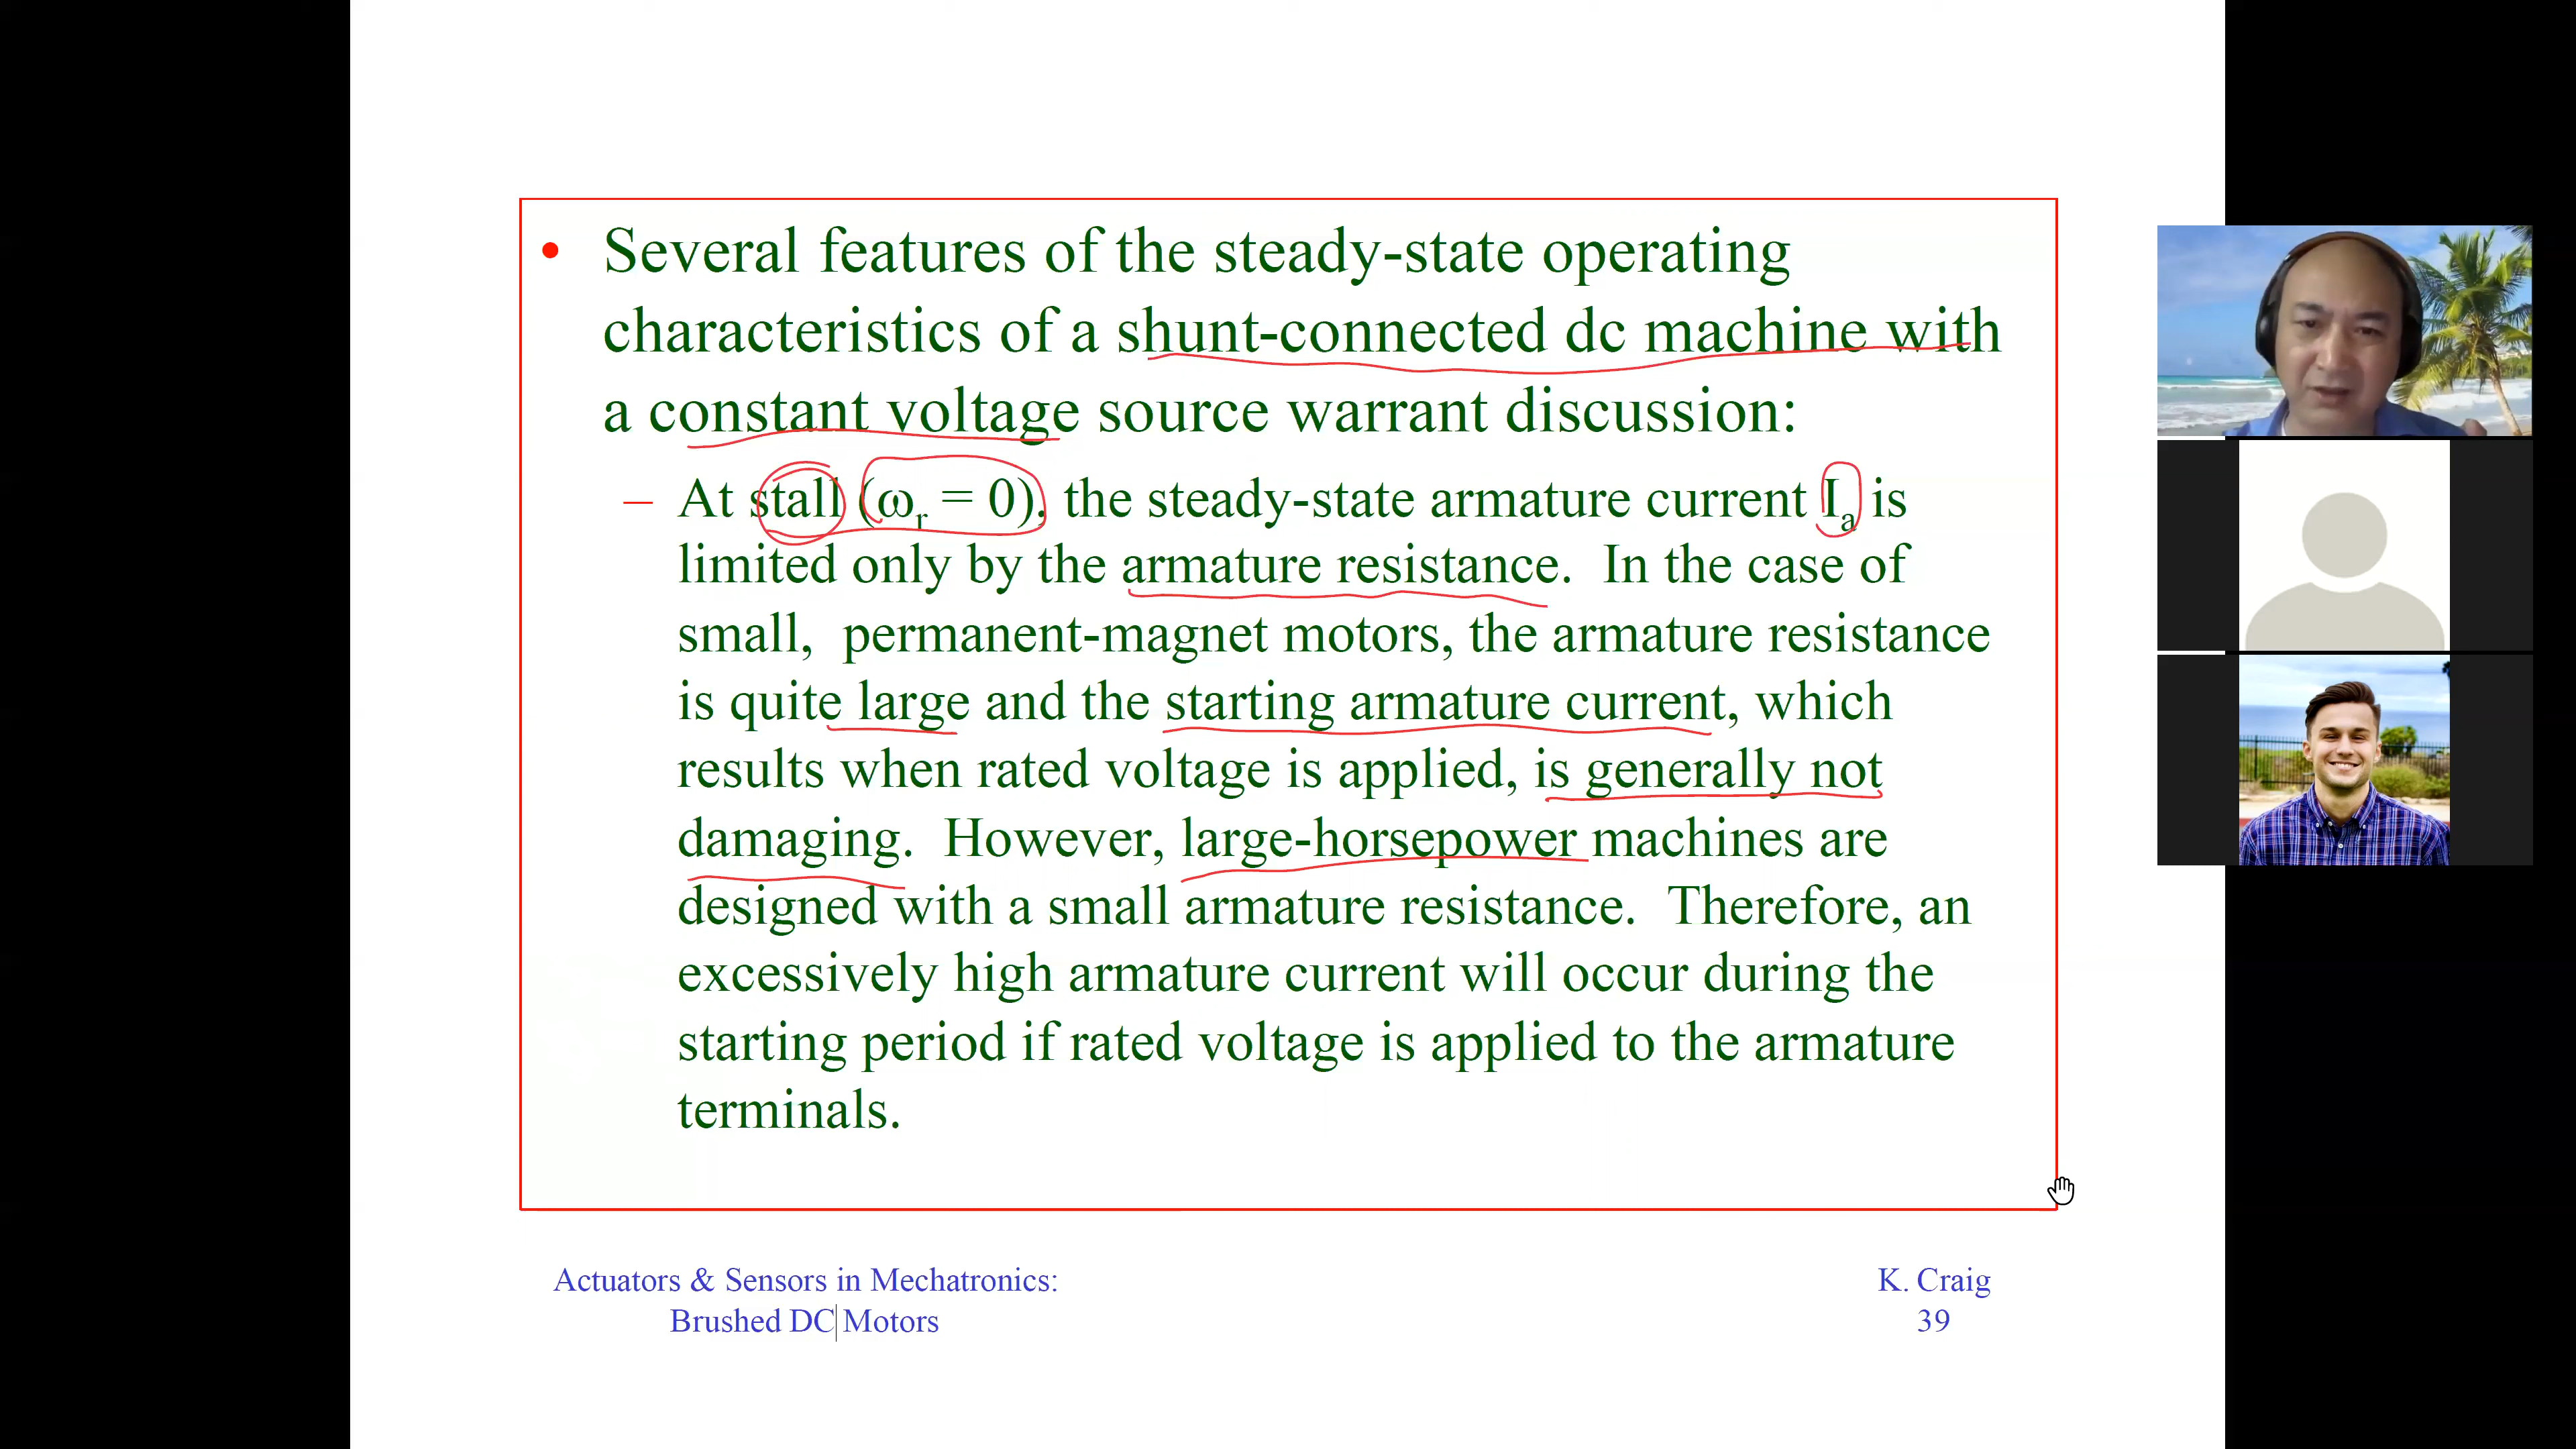 • Several features of the steady-state operating
characteristics of a shunt-connected dc machine with
a constant voltage source warrant discussion:
– At stall (ωr = 0), the steady-state armature current Ia is
limited only by the armature resistance. In the case of
small, permanent-magnet motors, the armature resistance
is quite large and the starting armature current, which
results when rated voltage is applied, is generally not
damaging. However, large-horsepower machines are
designed with a small armature resistance. Therefore, an
excessively high armature current will occur during the
starting period if rated voltage is applied to the armature
terminals.
Actuators & Sensors in Mechatronics:
Brushed DC Motors
K. Craig
39